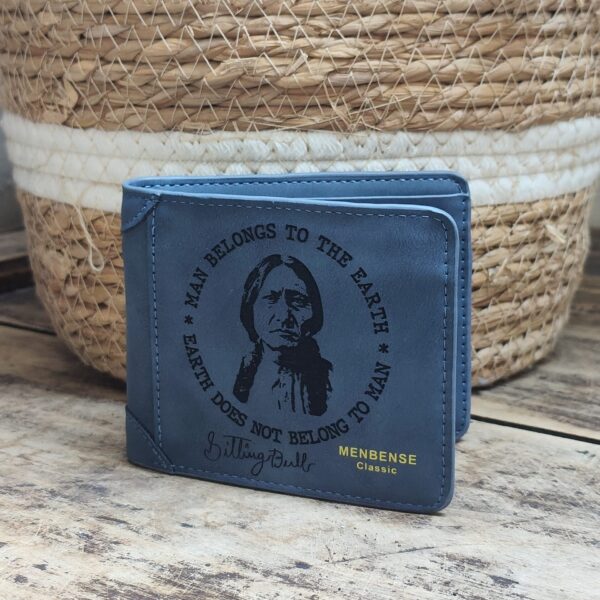 * MAN BELONGS TO THE EARTH *
EARTH DOES NOT BELONG TO MAN
Sitting Bull
MENBENSE
Classic